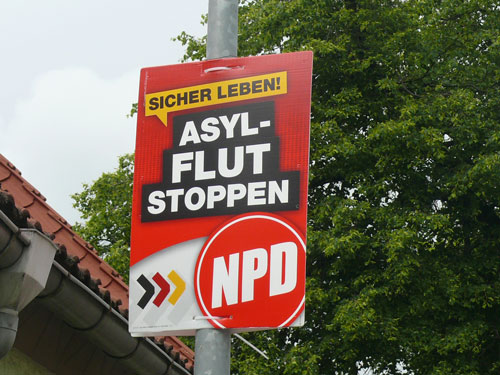 SICHER LEBEN!
ASYL-
FLUT
STOPPEN
NPD